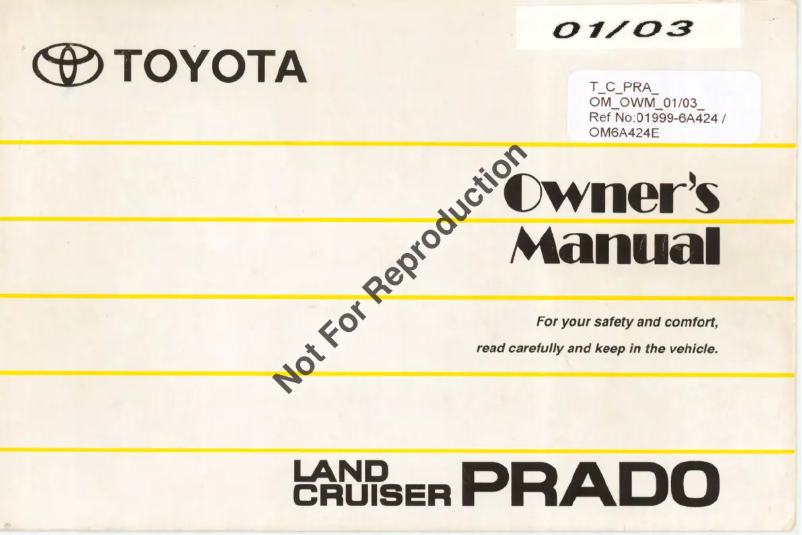 TOYOTA
01/03
T_C_PRA_
OM_OWM_01/03_
Ref No:01999-6A424 /
OM6A424E
Owner's
Manual
Not For Reproduction
For your safety and comfort,
read carefully and keep in the vehicle.
LAND
CRUISER PRADO